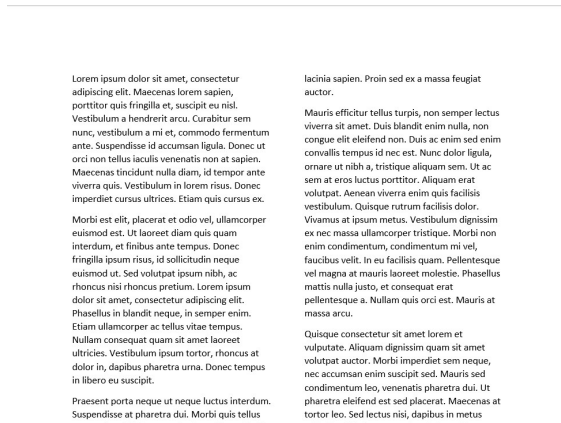 Lorem ipsum dolor sit amet, consectetur
adipiscing elit. Maecenas lorem sapien,
porttitor quis fringilla et, suscipit eu nisl.
Vestibulum a hendrerit arcu. Curabitur sem
nunc, vestibulum a mi et, commodo fermentum
ante. Suspendisse id accumsan ligula. Donec ut
orci non tellus iaculis venenatis non at sapien.
Maecenas tincidunt nulla diam, id tempor ante
viverra quis. Vestibulum in lorem risus. Donec
imperdiet cursus ultrices. Etiam quis cursus ex.
Morbi est elit, placerat et odio vel, ullamcorper
euismod est. Ut laoreet diam quis quam
interdum, et finibus ante tempus. Donec
fringilla ipsum risus, id sollicitudin neque
euismod ut. Sed volutpat ipsum nibh, ac
rhoncus nisi rhoncus pretium. Lorem ipsum
dolor sit amet, consectetur adipiscing elit.
Phasellus in blandit neque, in semper enim.
Etiam ullamcorper ac tellus vitae tempus.
Nullam consequat quam sit amet laoreet
ultricies. Vestibulum ipsum tortor, rhoncus at
dolor in, dapibus pharetra urna. Donec tempus
in libero eu suscipit.
Praesent porta neque ut neque luctus interdum.
Suspendisse at pharetra dui. Morbi quis tellus
lacinia sapien. Proin sed ex a massa feugiat
auctor.
Mauris efficitur tellus turpis, non semper lectus
viverra sit amet. Duis blandit enim nulla, non
congue elit eleifend non. Duis ac enim sed enim
convallis tempus id nec est. Nunc dolor ligula,
ornare ut nibh a, tristique aliquam sem. Ut ac
sem at eros luctus porttitor. Aliquam erat
volutpat. Aenean viverra enim quis facilisis
vestibulum. Quisque rutrum facilisis dolor.
Vivamus at ipsum metus. Vestibulum dignissim
ex nec massa ullamcorper tristique. Morbi non
enim condimentum, condimentum mi vel,
faucibus velit. In eu facilisis quam. Pellentesque
vel magna at mauris laoreet molestie. Phasellus
mattis nulla justo, et consequat erat
pellentesque a. Nullam quis orci est. Mauris at
massa arcu.
Quisque consectetur sit amet lorem et
vulputate. Aliquam dignissim quam sit amet
volutpat auctor. Morbi imperdiet sem neque,
nec accumsan enim suscipit sed. Mauris sed
condimentum leo, venenatis pharetra dui. Ut
pharetra eleifend est sed placerat. Maecenas at
tortor leo. Sed lectus nisi, dapibus in metus